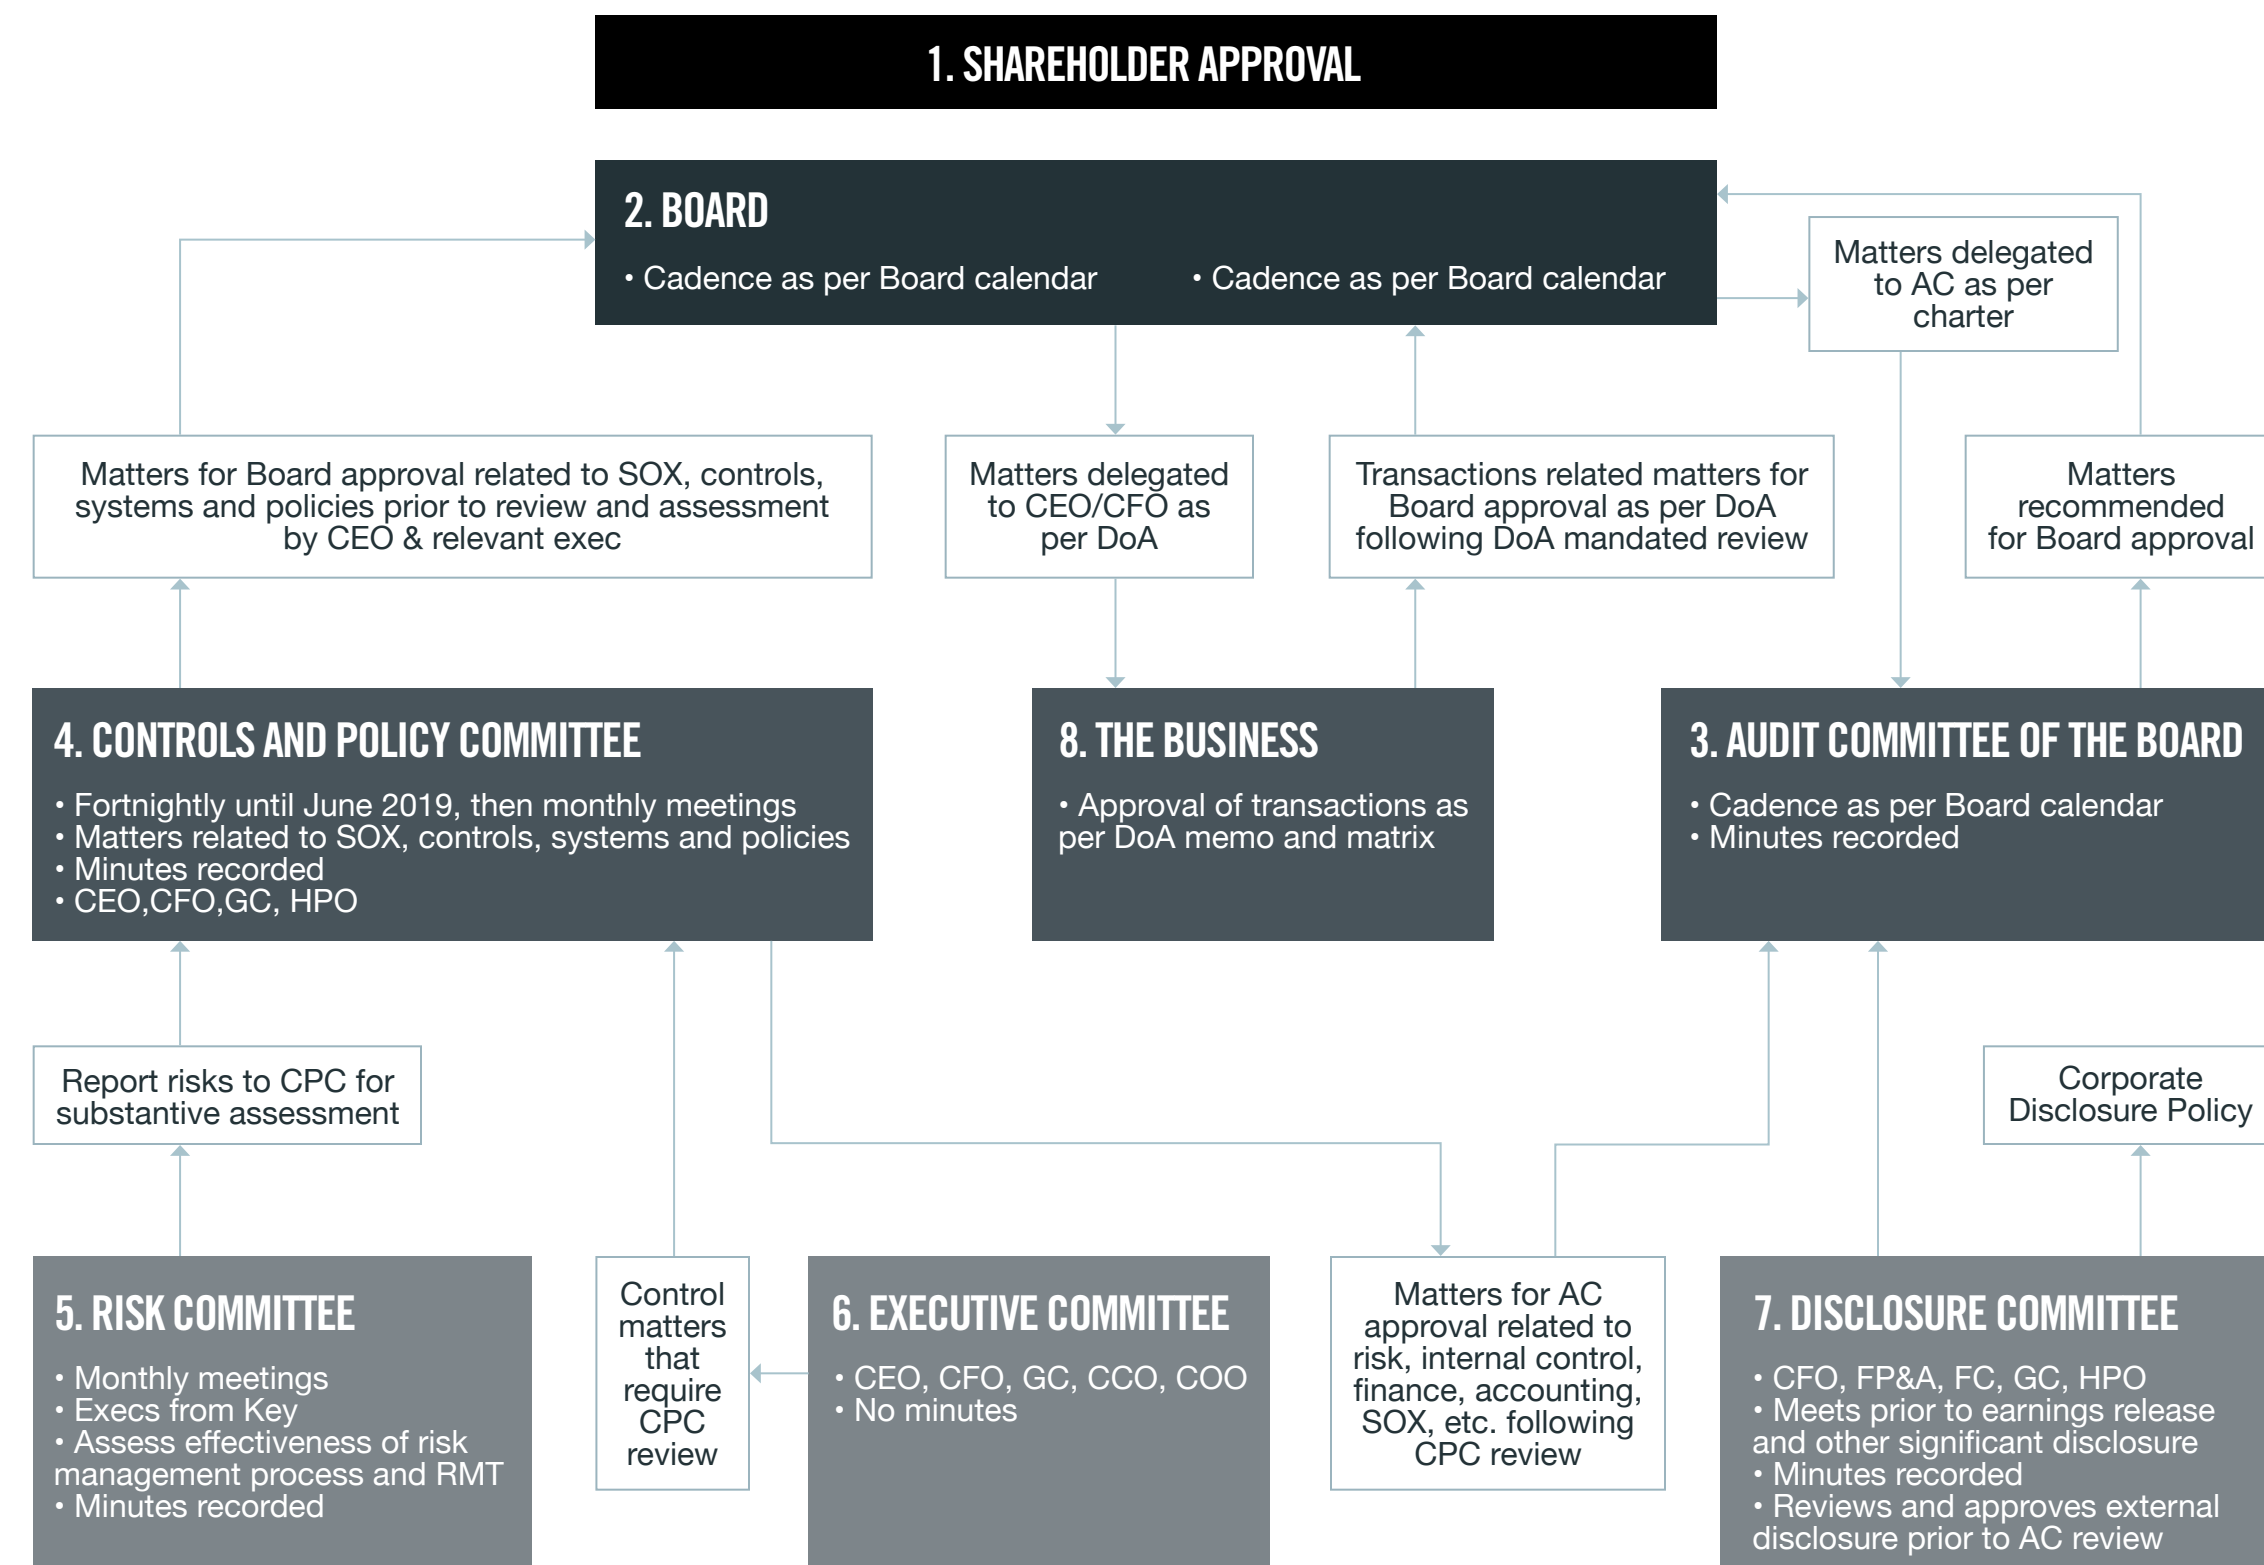 1. SHAREHOLDER APPROVAL
2. BOARD
• Cadence as per Board calendar
• Cadence as per Board calendar
Matters delegated
to AC as per
charter
Matters for Board approval related to SOX, controls,
systems and policies prior to review and assessment
by CEO & relevant exec
Matters delegated
to CEO/CFO as
per DoA
Transactions related matters for
Board approval as per DoA
following DoA mandated review
Matters
recommended
for Board approval
4. CONTROLS AND POLICY COMMITTEE
• Fortnightly until June 2019, then monthly meetings
• Matters related to SOX, controls, systems and policies
• Minutes recorded
• CEO,CFO,GC, HPO
8. THE BUSINESS
• Approval of transactions as
per DoA memo and matrix
3. AUDIT COMMITTEE OF THE BOARD
• Cadence as per Board calendar
• Minutes recorded
Report risks to CPC for
substantive assessment
Corporate
Disclosure Policy
5. RISK COMMITTEE
• Monthly meetings
• Execs from Key
• Assess effectiveness of risk
management process and RMT
• Minutes recorded
Control
matters
that
require
CPC
review
6. EXECUTIVE COMMITTEE
• CEO, CFO, GC, CCO, COO
• No minutes
Matters for AC
approval related to
risk, internal control,
finance, accounting,
SOX, etc. following
CPC review
7. DISCLOSURE COMMITTEE
• CFO, FP&A, FC, GC, HPO
• Meets prior to earnings release
and other significant disclosure
• Minutes recorded
• Reviews and approves external
disclosure prior to AC review